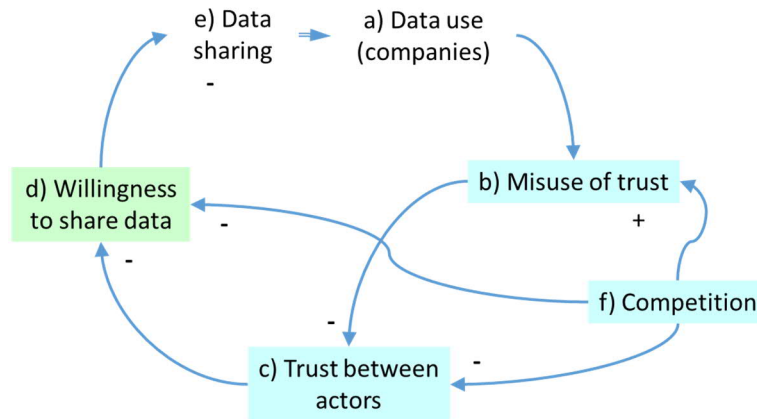 e) Data
sharing
a) Data use
(companies)
-
d) Willingness
to share data
b) Misuse of trust
-
+
-
f) Competition
-
-
c) Trust between
actors